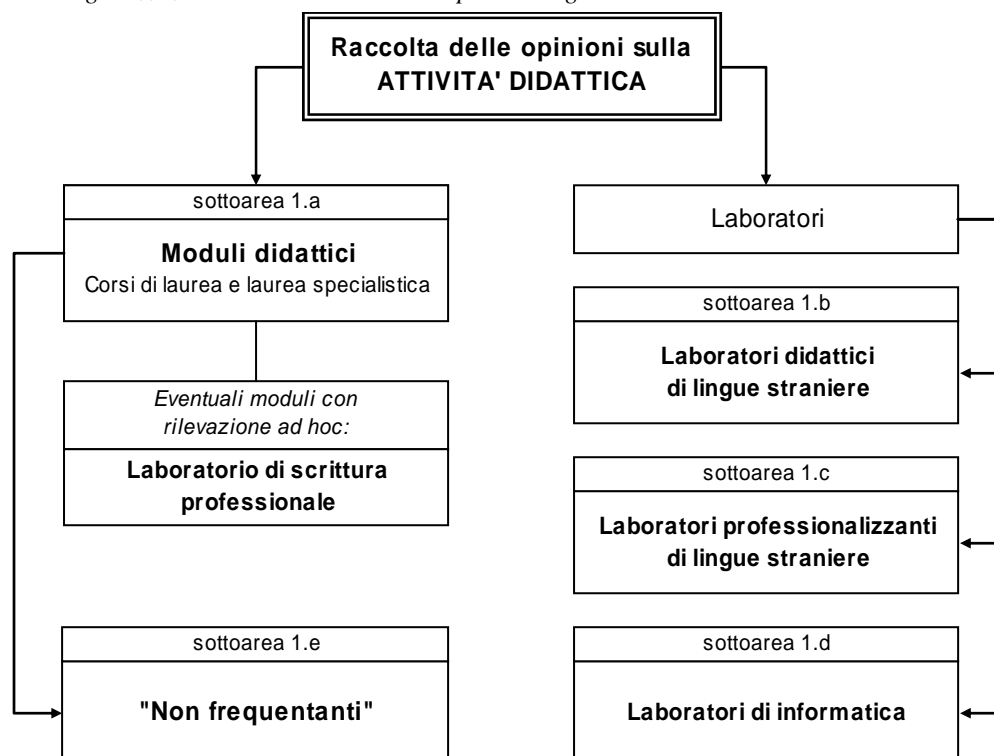 Raccolta delle opinioni sulla
ATTIVITA' DIDATTICA
sottoarea 1.a
Moduli didattici
Corsi di laurea e laurea specialistica
Eventuali moduli con
rilevazione ad hoc:
Laboratorio di scrittura
professionale
sottoarea 1.e
"Non frequentanti"
Laboratori
sottoarea 1.b
Laboratori didattici
di lingue straniere
sottoarea 1.c
Laboratori professionalizzanti
di lingue straniere
sottoarea 1.d
Laboratori di informatica